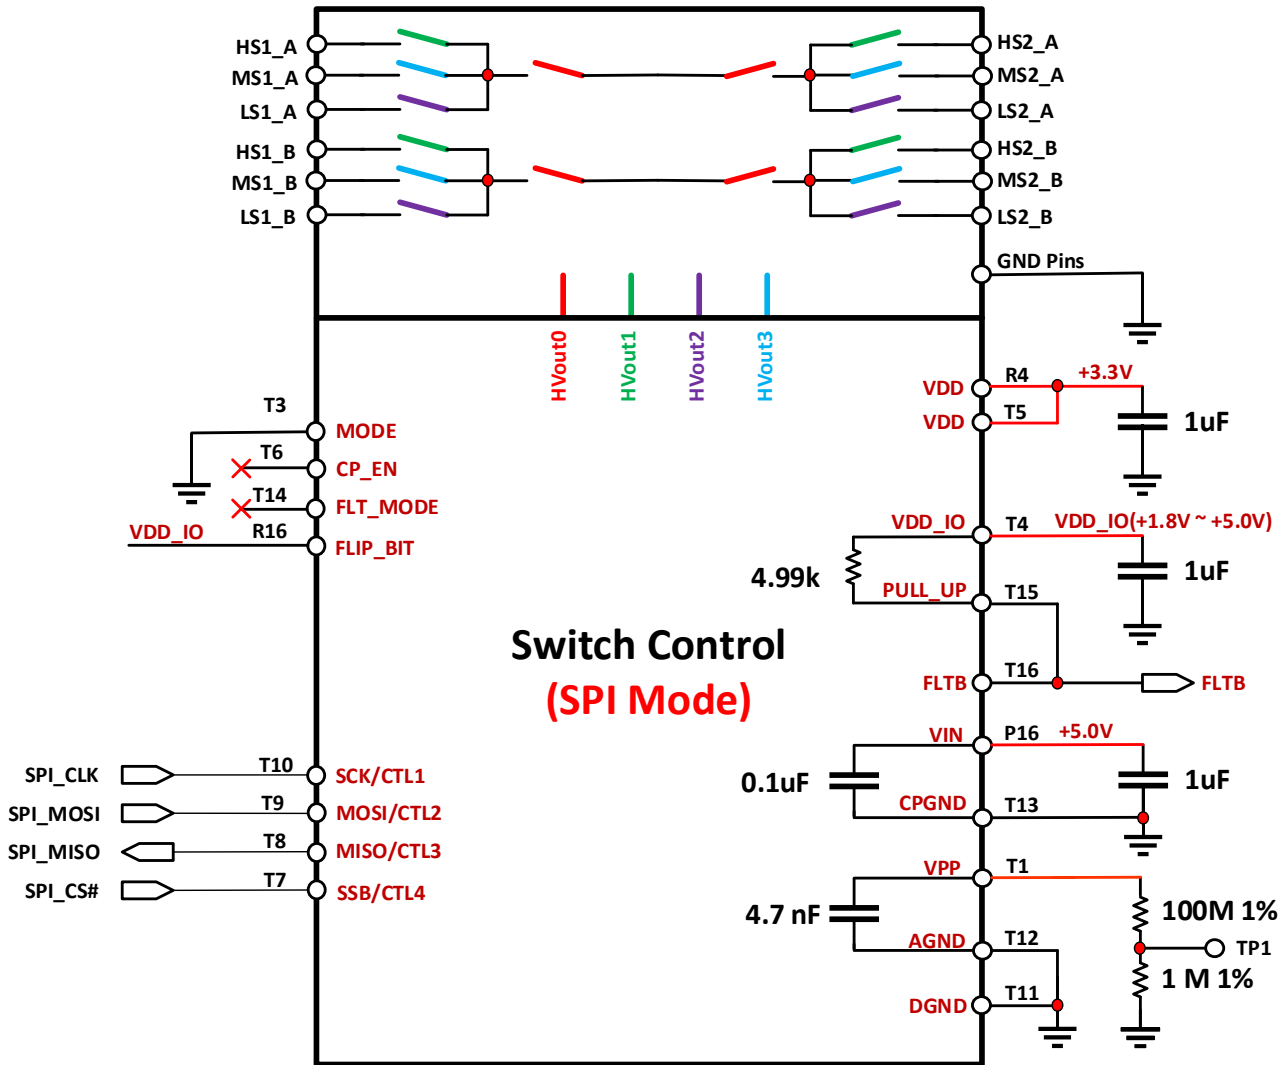 HS1_A
HS2_A
MS1_A
MS2_A
LS1_A
LS2_A
HS1_B
HS2_B
MS1_B
MS2_B
LS1_B
LS2_B
GND Pins
HVout0
HVout1
HVout2
HVout3
VDD R4 +3.3V
VDD T5
1uF
T3
MODE
T6
CP_EN
T14
FLT_MODE
VDD_IO R16
FLIP_BIT
VDD_IO T4 VDD_IO(+1.8V ~ +5.0V)
4.99k
1uF
PULL_UP T15
Switch Control
(SPI Mode)
FLTB T16 FLTB
VIN P16 +5.0V
0.1uF
1uF
CPGND T13
SPI_CLK T10 SCK/CTL1
SPI_MOSI T9 MOSI/CTL2
SPI_MISO T8 MISO/CTL3
SPI_CS# T7 SSB/CTL4
VPP T1
4.7 nF
100M 1%
AGND T12
TP1
1 M 1%
DGND T11